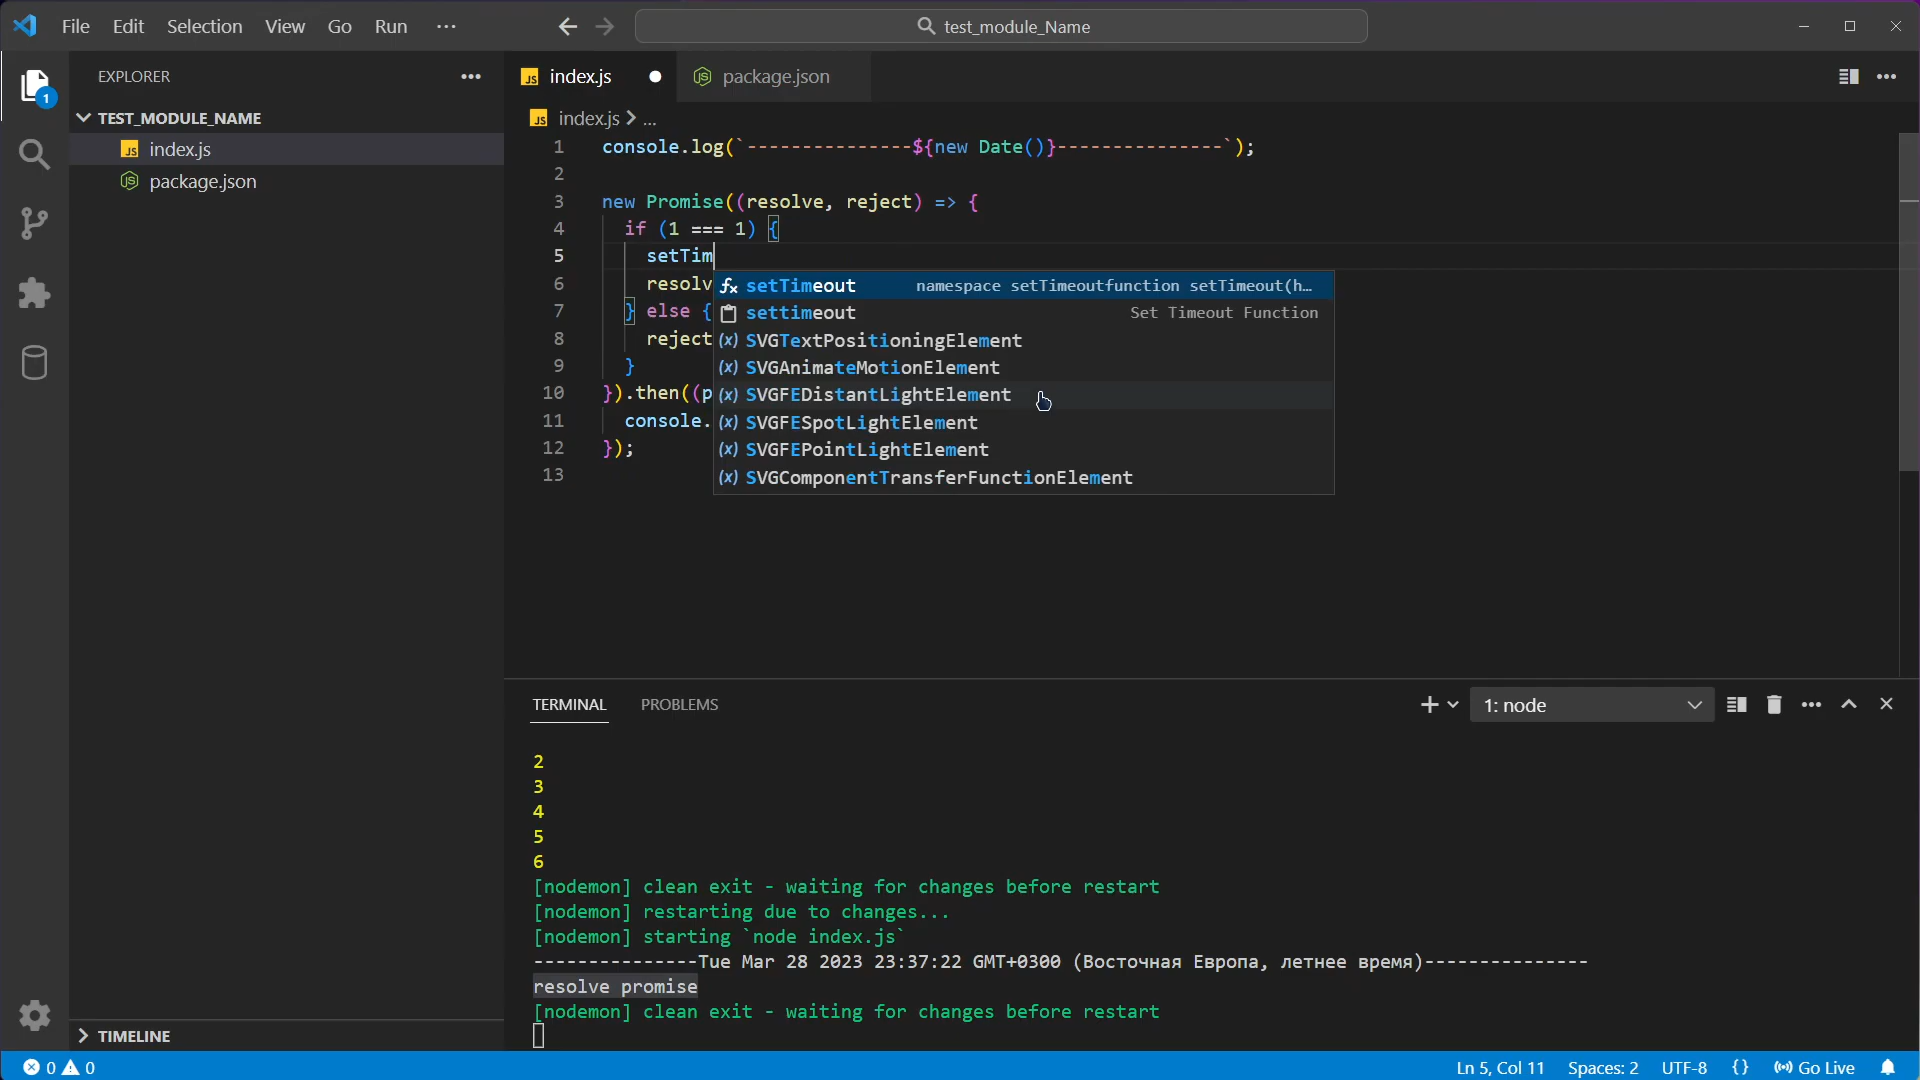 File Edit Selection View Go Run ···
test_module_Name
EXPLORER ···
index.js
package.json
TEST_MODULE_NAME
index.js
package.json
1
index.js > ...
1 console.log(`---------------${new Date()}---------------`);
2
3 new Promise((resolve, reject) => {
4 if (1 === 1) {
5 setTim
6 resolv
7 } else {
8 reject
9 }
10 }).then((p
11 console.
12 });
13
setTimeout namespace setTimeoutfunction setTimeout(h…
settimeout Set Timeout Function
SVGTextPositioningElement
SVGAnimateMotionElement
SVGFEDistantLightElement
SVGFESpotLightElement
SVGFEPointLightElement
SVGComponentTransferFunctionElement
TERMINAL PROBLEMS
1: node
2
3
4
5
6
[nodemon] clean exit - waiting for changes before restart
[nodemon] restarting due to changes...
[nodemon] starting `node index.js`
---------------Tue Mar 28 2023 23:37:22 GMT+0300 (Восточная Европа, летнее время)---------------
resolve promise
[nodemon] clean exit - waiting for changes before restart
TIMELINE
0 0
Ln 5, Col 11 Spaces: 2 UTF-8 {} Go Live